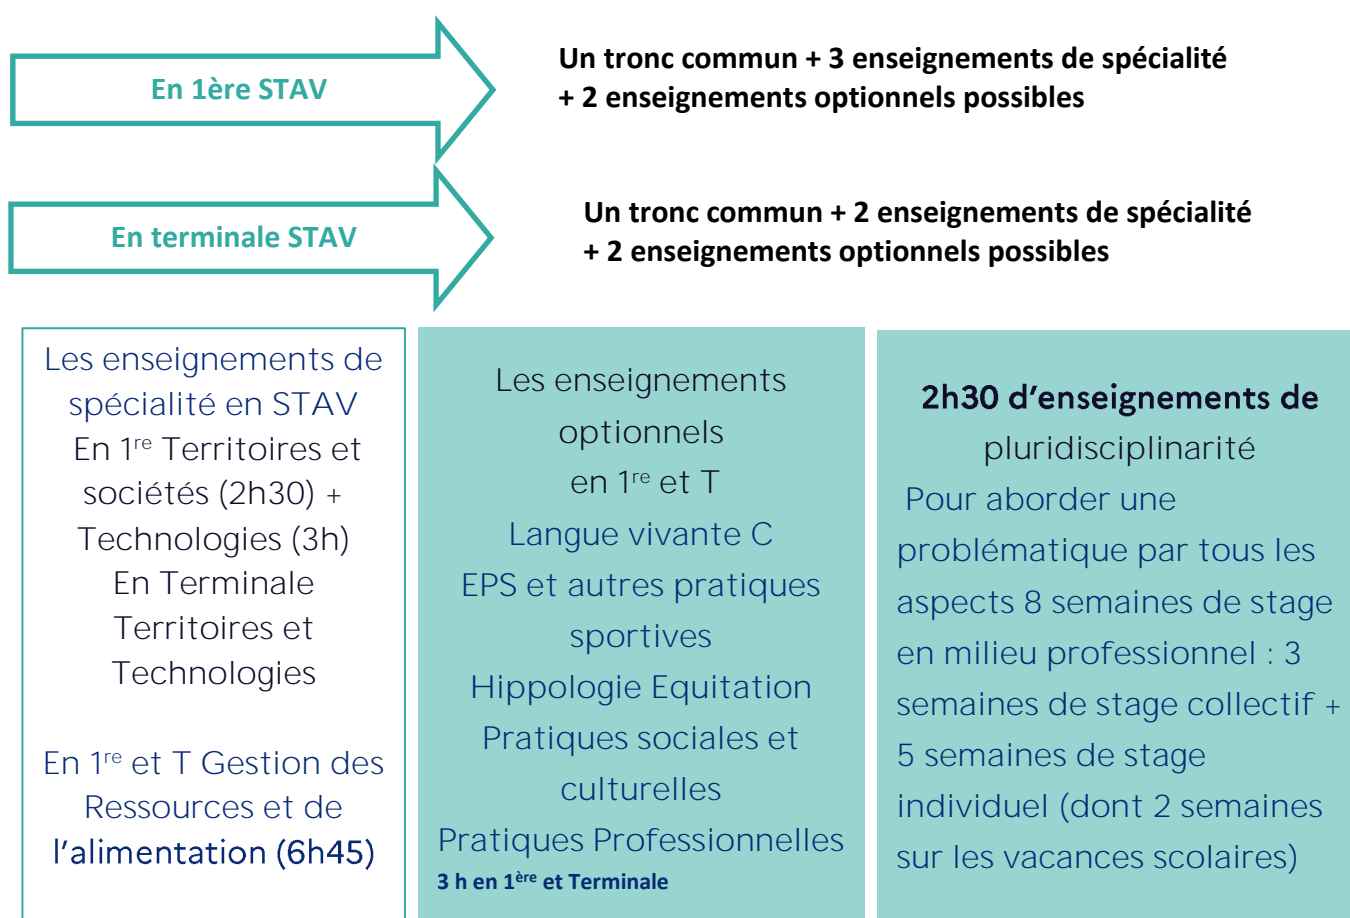 En 1ère STAV
Un tronc commun + 3 enseignements de spécialité
+ 2 enseignements optionnels possibles
En terminale STAV
Un tronc commun + 2 enseignements de spécialité
+ 2 enseignements optionnels possibles
Les enseignements de
spécialité en STAV
En 1re Territoires et
sociétés (2h30) +
Technologies (3h)
En Terminale
Territoires et
Technologies
En 1re et T Gestion des
Ressources et de
l'alimentation (6h45)
Les enseignements
optionnels
en 1re et T
Langue vivante C
EPS et autres pratiques
sportives
Hippologie Equitation
Pratiques sociales et
culturelles
Pratiques Professionnelles
3 h en 1ère et Terminale
2h30 d'enseignements de
pluridisciplinarité
Pour aborder une
problématique par tous les
aspects 8 semaines de stage
en milieu professionnel : 3
semaines de stage collectif +
5 semaines de stage
individuel (dont 2 semaines
sur les vacances scolaires)